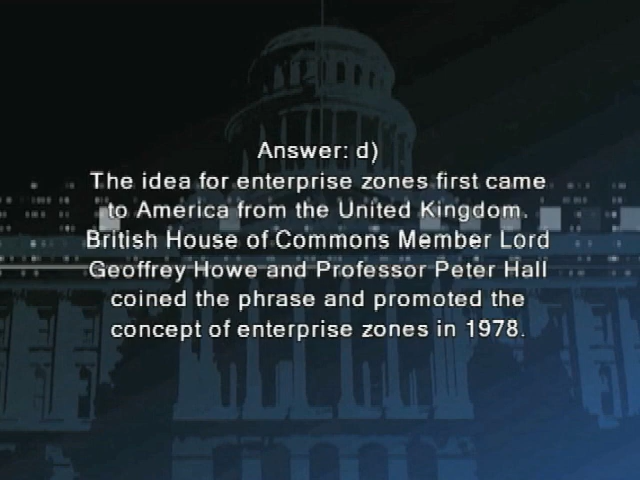 Answer: d)
The idea for enterprise zones first came
to America from the United Kingdom.
British House of Commons Member Lord
Geoffrey Howe and Professor Peter Hall
coined the phrase and promoted the
concept of enterprise zones in 1978.